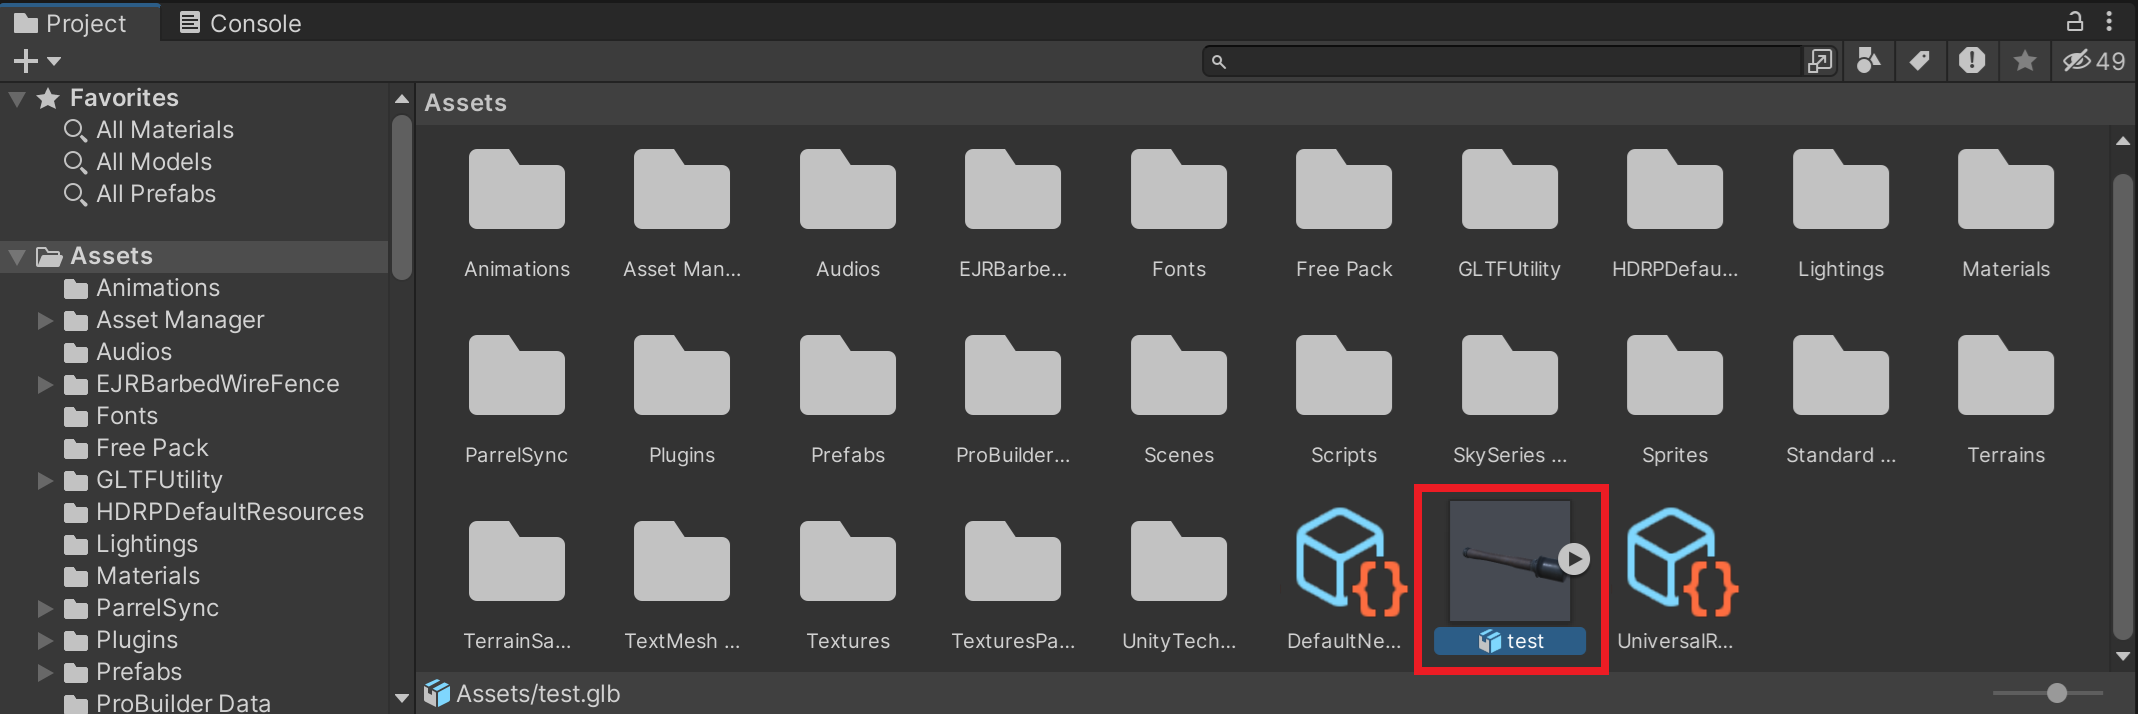 Project
Console
49
Favorites
All Materials
All Models
All Prefabs
Assets
Animations
Asset Manager
Audios
EJRBarbedWireFence
Fonts
Free Pack
GLTFUtility
HDRPDefaultResources
Lightings
Materials
ParrelSync
Plugins
Prefabs
ProBuilder Data
Assets
Animations
Asset Man...
Audios
EJRBarbe...
Fonts
Free Pack
GLTFUtility
HDRPDefau...
Lightings
Materials
ParrelSync
Plugins
Prefabs
ProBuilder...
Scenes
Scripts
SkySeries ...
Sprites
Standard ...
Terrains
TerrainSa...
TextMesh ...
Textures
TexturesPa...
UnityTech...
DefaultNe...
test
UniversalR...
Assets/test.glb